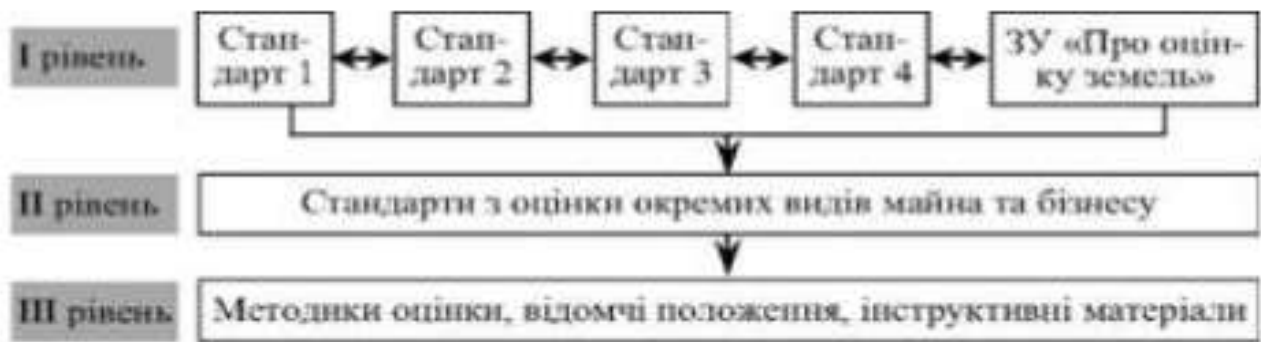 I рівень
Стан-
дарт 1
Стан-
дарт 2
Стан-
дарт 3
Стан-
дарт 4
ЗУ «Про оцін-
ку земель»
II рівень
Стандарти з оцінки окремих видів майна та бізнесу
III рівень
Методики оцінки, відомчі положення, інструктивні матеріали